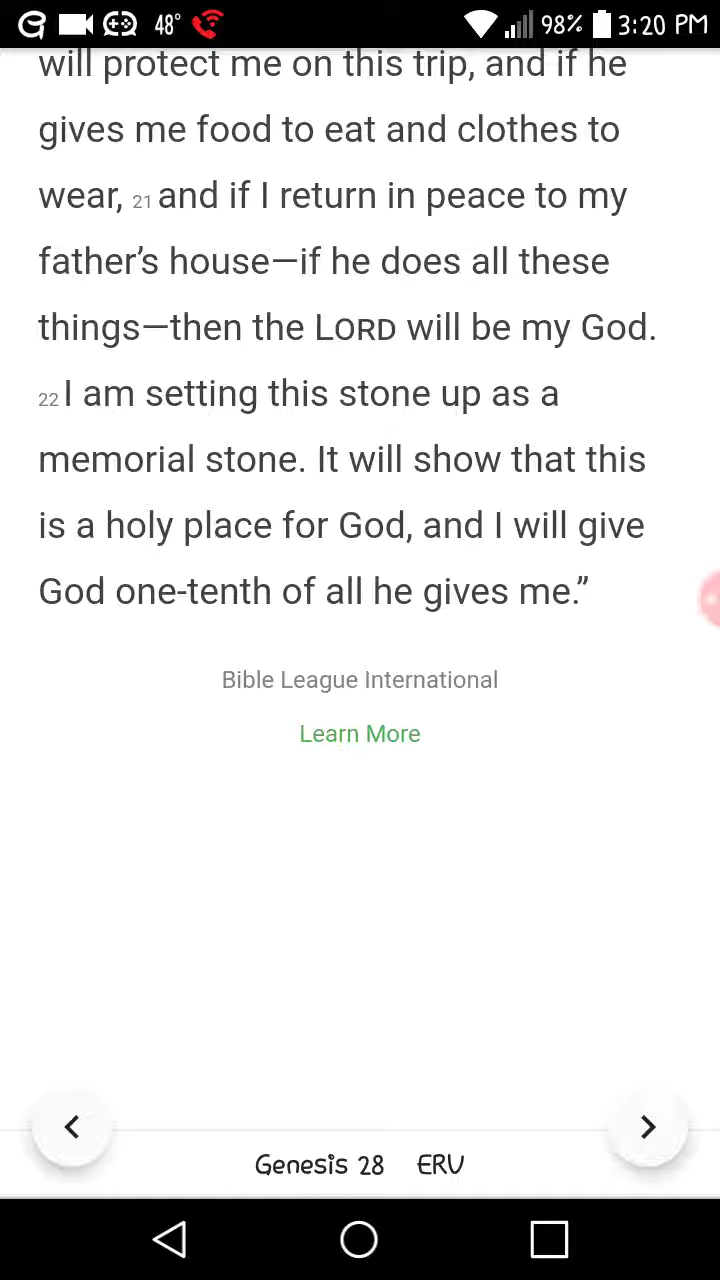 48° 98% 3:20 PM
will protect me on this trip, and if he
gives me food to eat and clothes to
wear, 21 and if I return in peace to my
father’s house—if he does all these
things—then the LORD will be my God.
22 I am setting this stone up as a
memorial stone. It will show that this
is a holy place for God, and I will give
God one-tenth of all he gives me.”
Bible League International
Learn More
Genesis 28 ERV